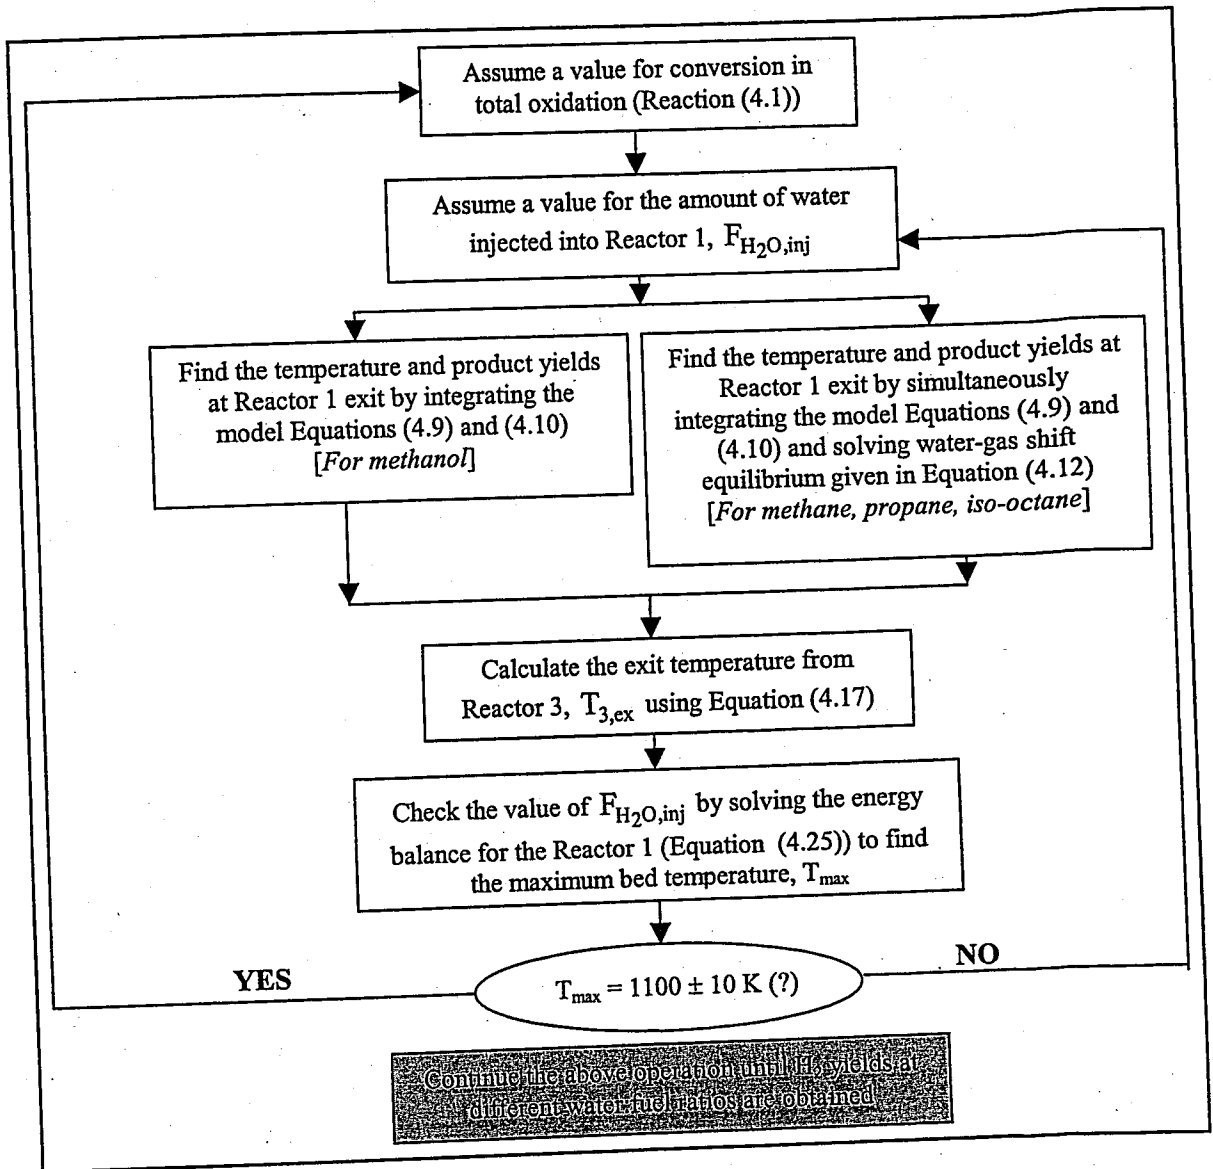 Assume a value for conversion in
total oxidation (Reaction (4.1))
Assume a value for the amount of water
injected into Reactor 1, F_H₂O,inj
Find the temperature and product yields
at Reactor 1 exit by integrating the
model Equations (4.9) and (4.10)
[For methanol]
Find the temperature and product yields at
Reactor 1 exit by simultaneously
integrating the model Equations (4.9) and
(4.10) and solving water-gas shift
equilibrium given in Equation (4.12)
[For methane, propane, iso-octane]
Calculate the exit temperature from
Reactor 3, T_3,ex using Equation (4.17)
Check the value of F_H₂O,inj by solving the energy
balance for the Reactor 1 (Equation (4.25)) to find
the maximum bed temperature, T_max
YES
NO
T_max = 1100 ± 10 K (?)
Continue the above operation until H₂ yields at
different water:fuel ratios are obtained